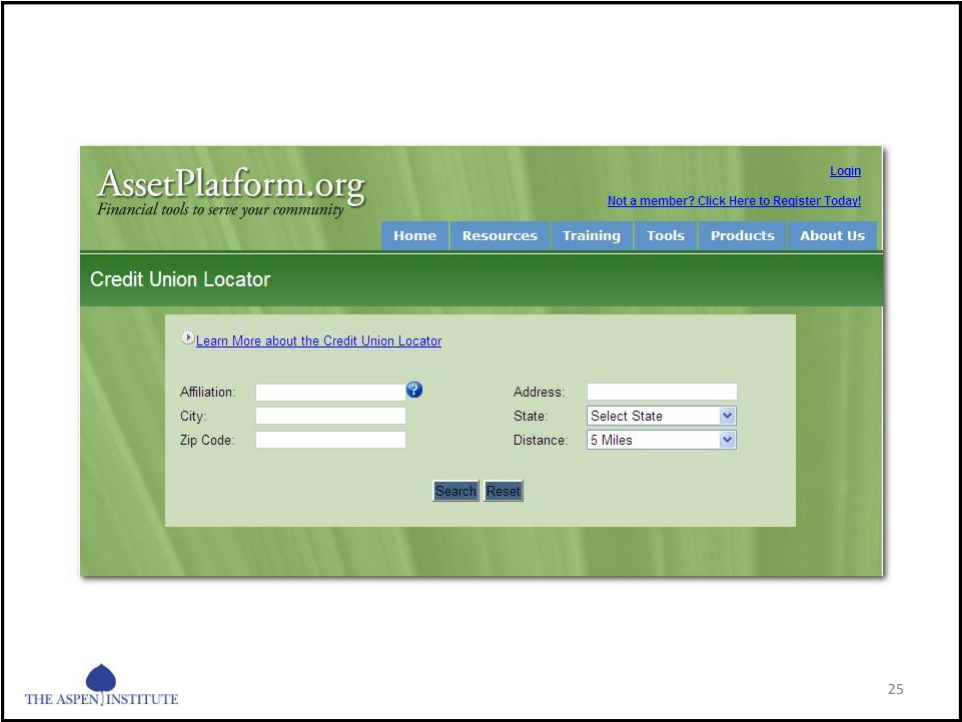 AssetPlatform.org
Financial tools to serve your community
Login
Not a member? Click Here to Register Today!
Home Resources Training Tools Products About Us
Credit Union Locator
Learn More about the Credit Union Locator
Affiliation: ? Address:
City: State: Select State
Zip Code: Distance: 5 Miles
Search Reset
THE ASPEN INSTITUTE
25